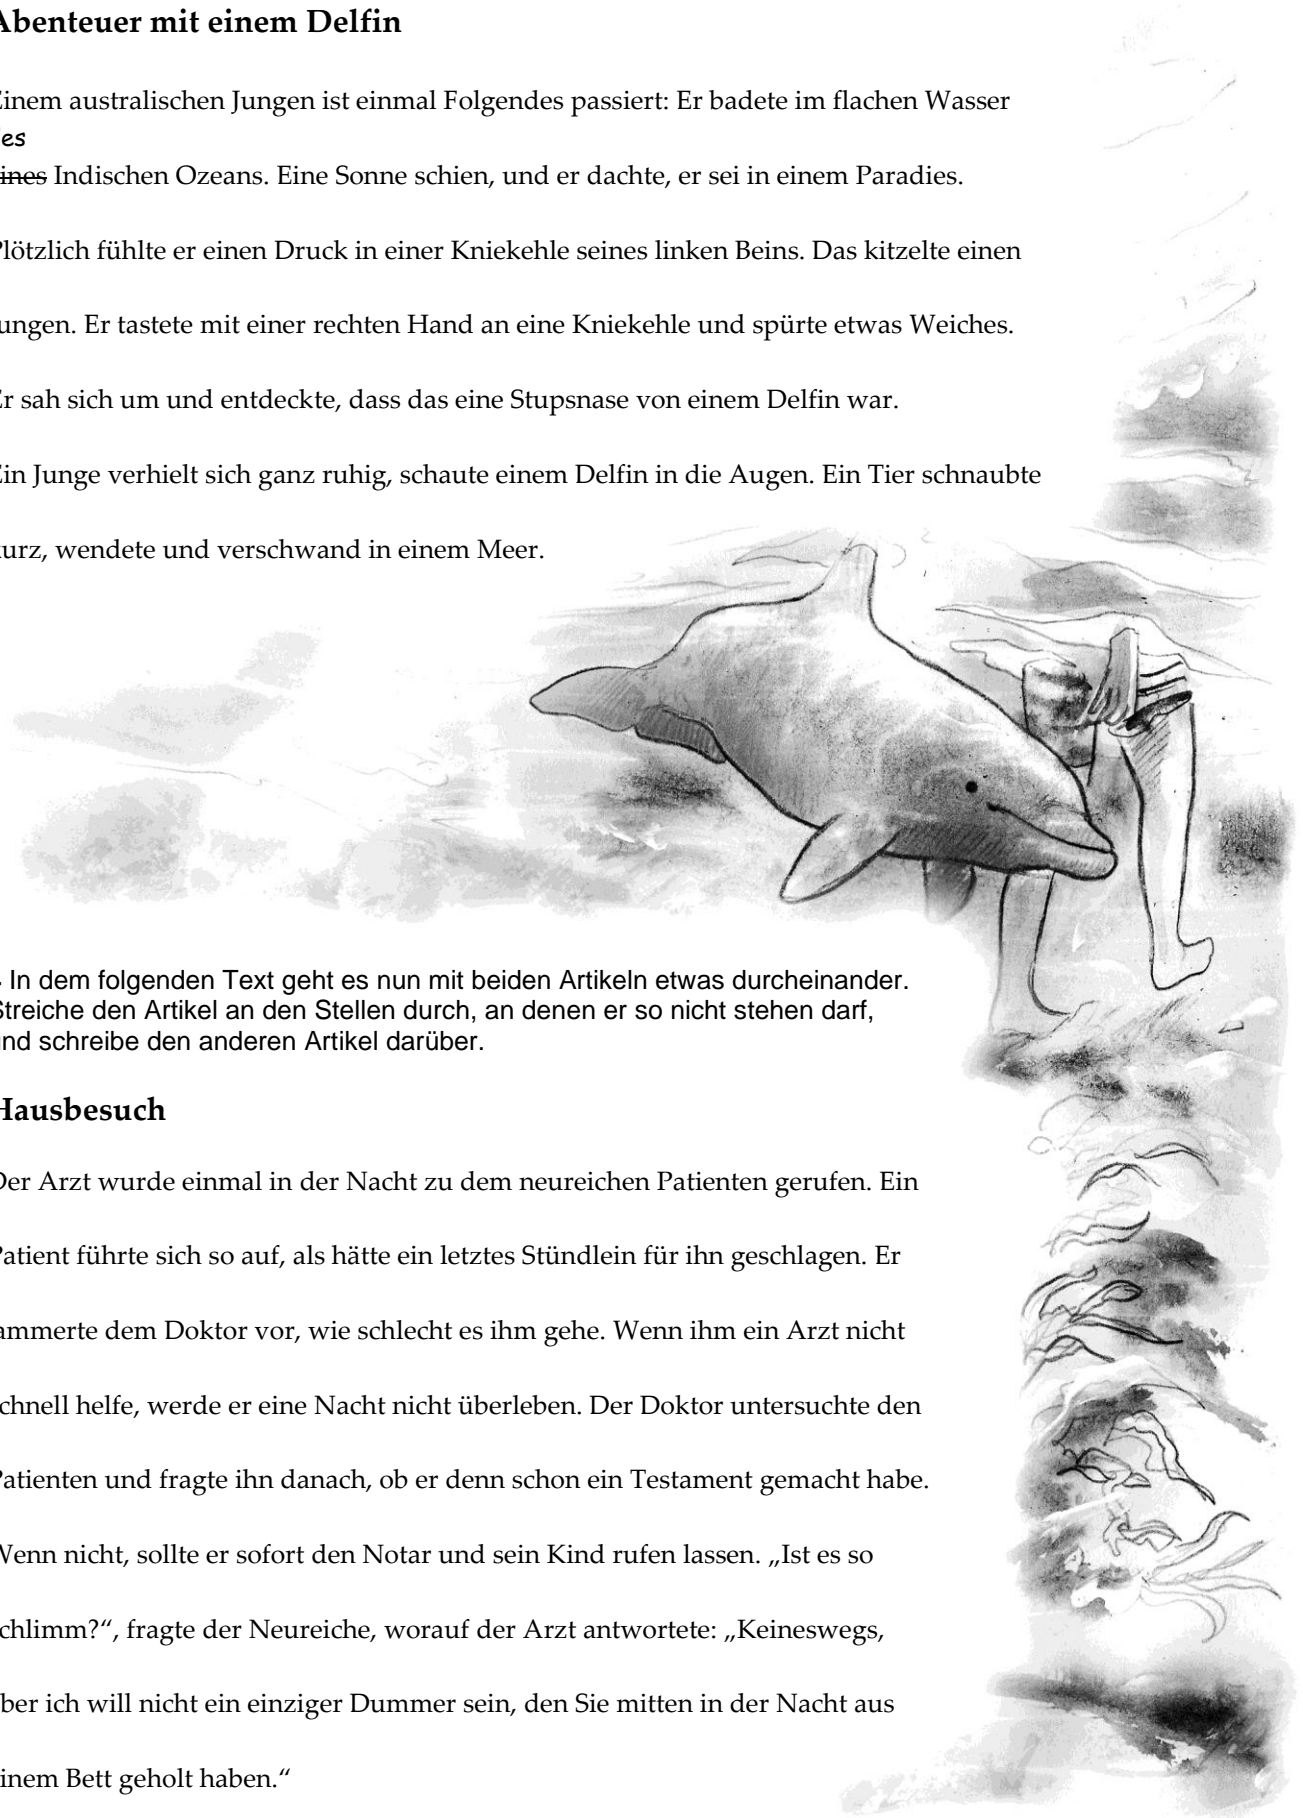 Abenteuer mit einem Delfin
Einem australischen Jungen ist einmal Folgendes passiert: Er badete im flachen Wasser
es
ines Indischen Ozeans. Eine Sonne schien, und er dachte, er sei in einem Paradies.
Plötzlich fühlte er einen Druck in einer Kniekehle seines linken Beins. Das kitzelte einen
ungen. Er tastete mit einer rechten Hand an eine Kniekehle und spürte etwas Weiches.
Er sah sich um und entdeckte, dass das eine Stupsnase von einem Delfin war.
Ein Junge verhielt sich ganz ruhig, schaute einem Delfin in die Augen. Ein Tier schnaubte
kurz, wendete und verschwand in einem Meer.
In dem folgenden Text geht es nun mit beiden Artikeln etwas durcheinander.
Streiche den Artikel an den Stellen durch, an denen er so nicht stehen darf,
und schreibe den anderen Artikel darüber.
Hausbesuch
Der Arzt wurde einmal in der Nacht zu dem neureichen Patienten gerufen. Ein
Patient führte sich so auf, als hätte ein letztes Stündlein für ihn geschlagen. Er
ammerte dem Doktor vor, wie schlecht es ihm gehe. Wenn ihm ein Arzt nicht
chnell helfe, werde er eine Nacht nicht überleben. Der Doktor untersuchte den
Patienten und fragte ihn danach, ob er denn schon ein Testament gemacht habe.
Wenn nicht, sollte er sofort den Notar und sein Kind rufen lassen. „Ist es so
chlimm?“, fragte der Neureiche, worauf der Arzt antwortete: „Keineswegs,
ber ich will nicht ein einziger Dummer sein, den Sie mitten in der Nacht aus
inem Bett geholt haben.“